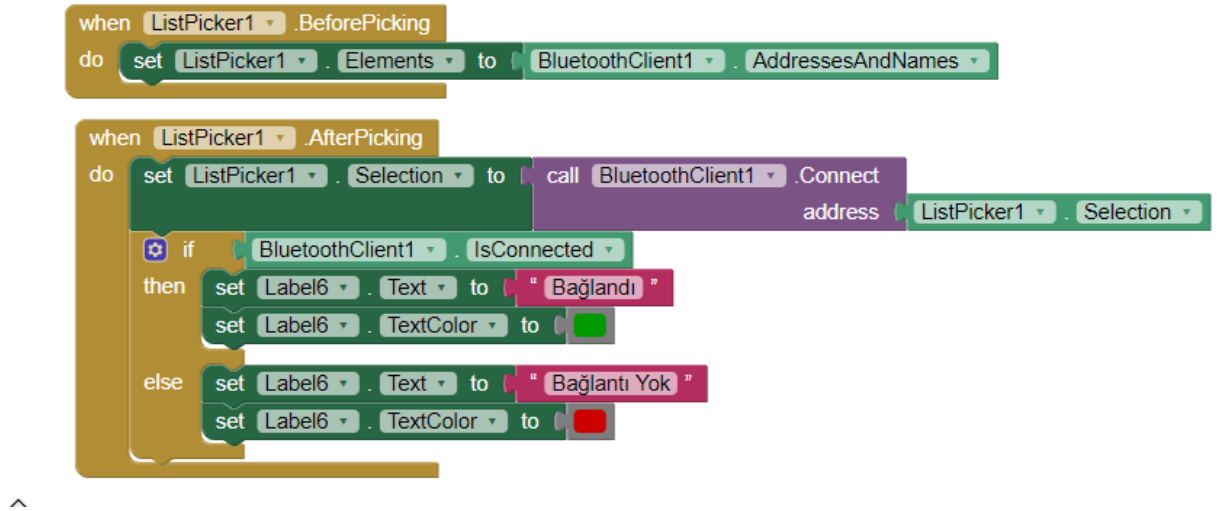 when ListPicker1 .BeforePicking
do set ListPicker1 . Elements to BluetoothClient1 . AddressesAndNames
when ListPicker1 .AfterPicking
do set ListPicker1 . Selection to call BluetoothClient1 .Connect
address ListPicker1 . Selection
if BluetoothClient1 . IsConnected
then set Label6 . Text to “ Bağlandı ”
set Label6 . TextColor to
else set Label6 . Text to “ Bağlantı Yok ”
set Label6 . TextColor to